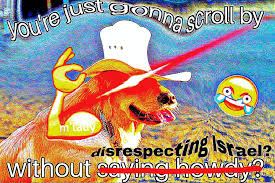 you're just gonna scroll by
m'lady
disrespecting Israel?
without saying howdy?